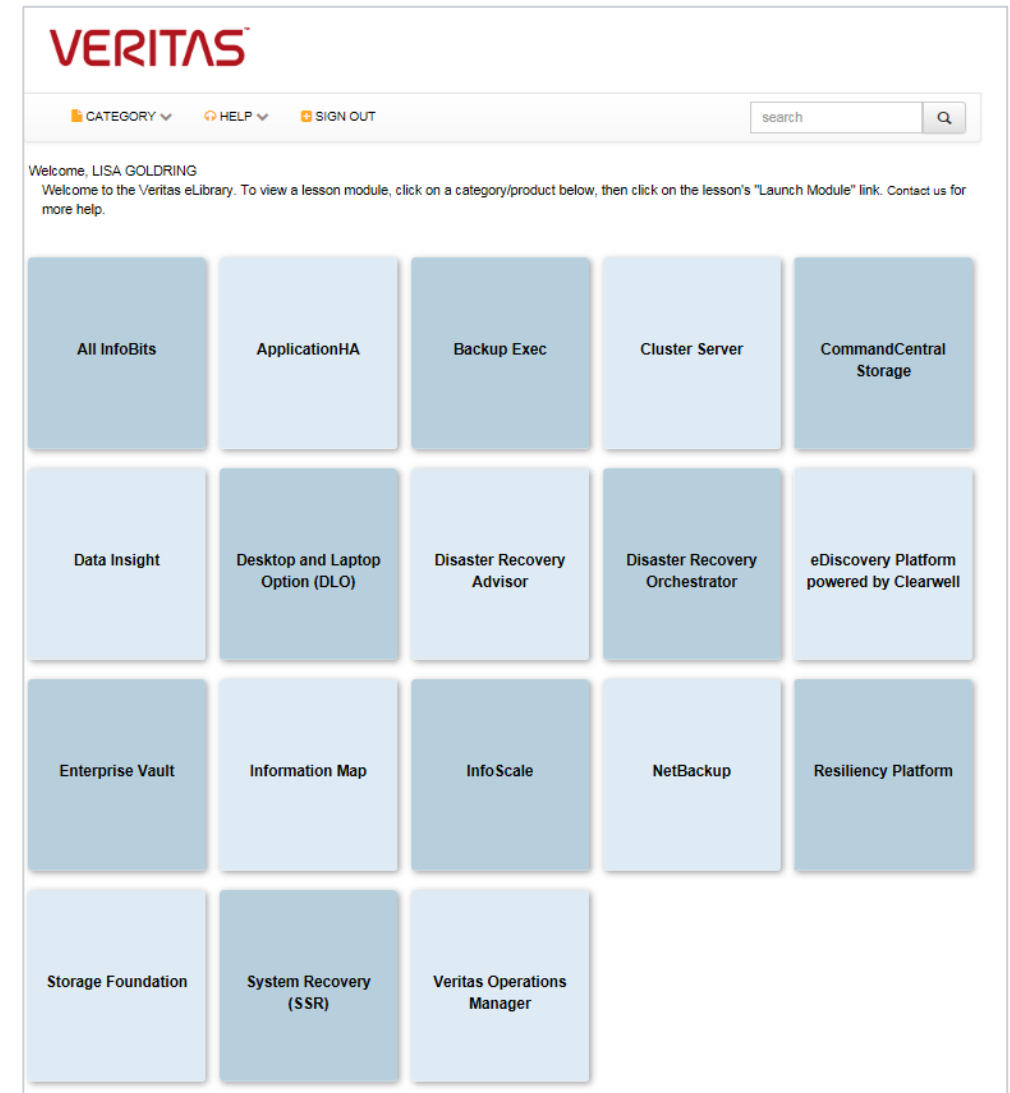 VERITAS™
CATEGORY HELP SIGN OUT search
Welcome, LISA GOLDRING
Welcome to the Veritas eLibrary. To view a lesson module, click on a category/product below, then click on the lesson's "Launch Module" link. Contact us for
more help.
All InfoBits
ApplicationHA
Backup Exec
Cluster Server
CommandCentral
Storage
Data Insight
Desktop and Laptop
Option (DLO)
Disaster Recovery
Advisor
Disaster Recovery
Orchestrator
eDiscovery Platform
powered by Clearwell
Enterprise Vault
Information Map
InfoScale
NetBackup
Resiliency Platform
Storage Foundation
System Recovery
(SSR)
Veritas Operations
Manager